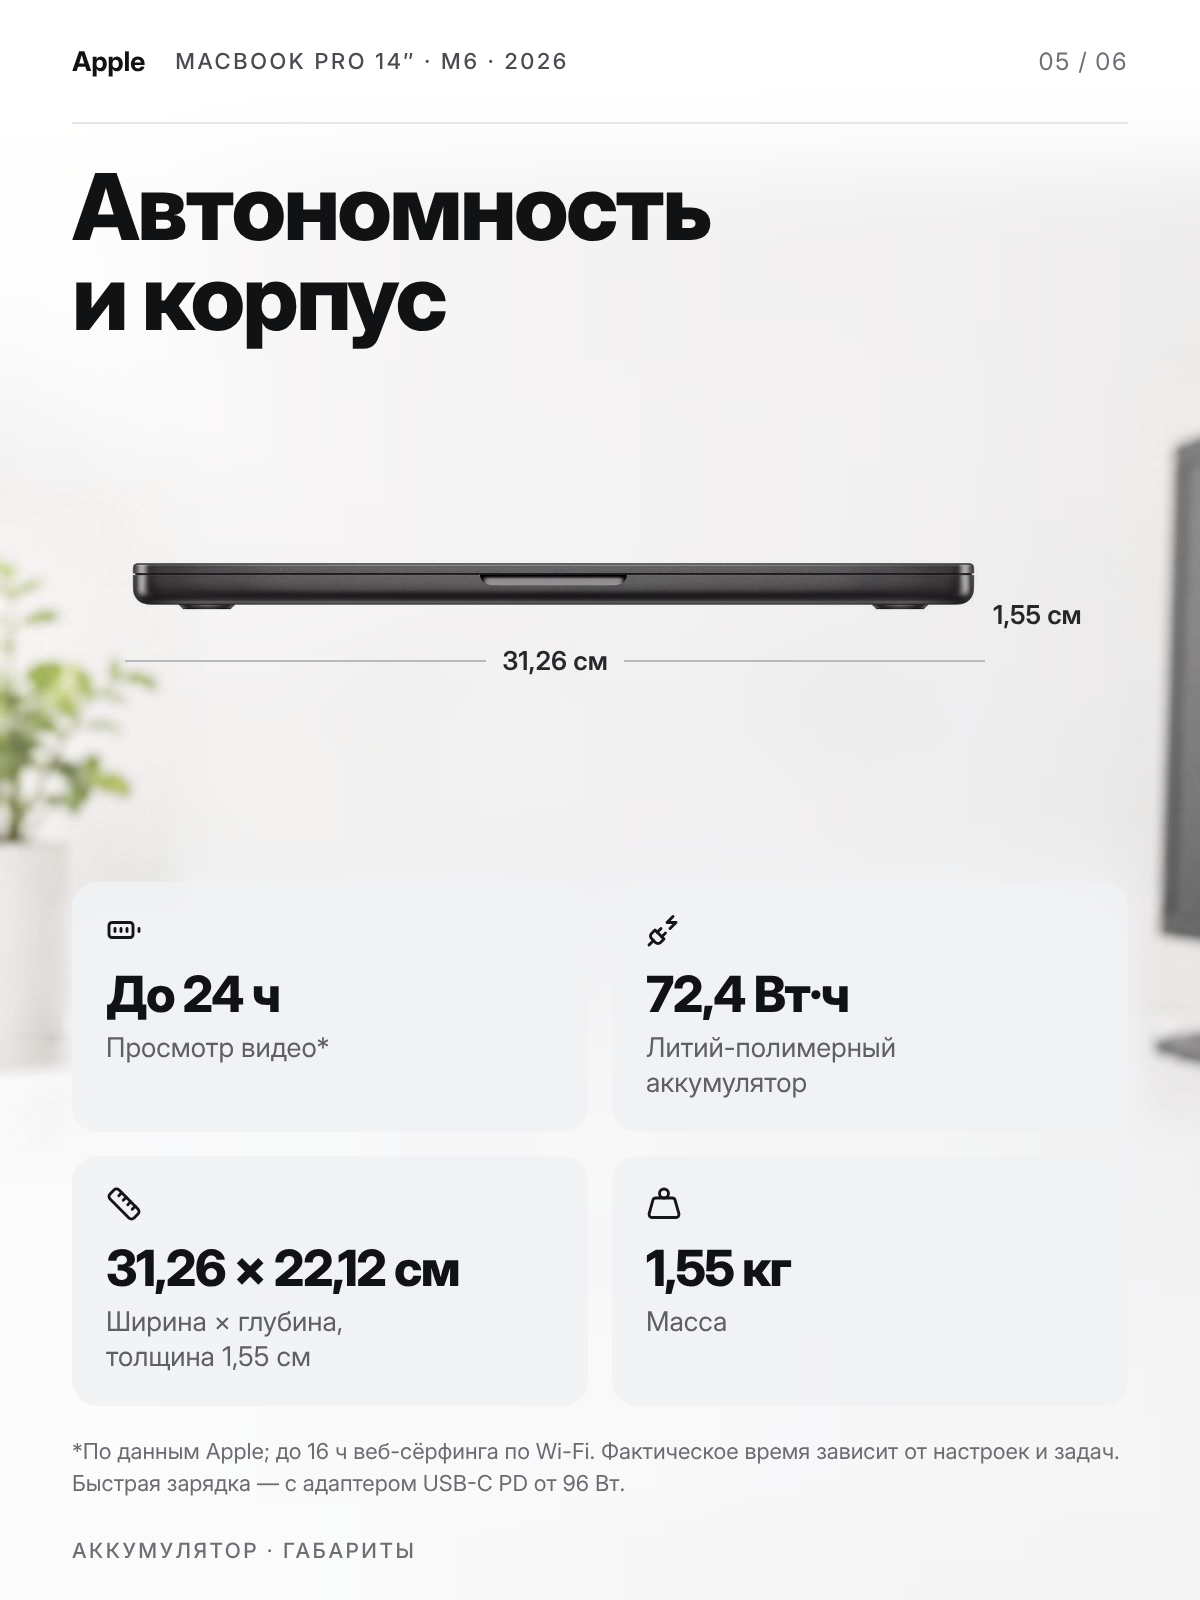 Apple MACBOOK PRO 14″ · M6 · 2026 05 / 06
Автономность
и корпус
1,55 см
31,26 см
До 24 ч
Просмотр видео*
72,4 Вт·ч
Литий-полимерный
аккумулятор
31,26 × 22,12 см
Ширина × глубина,
толщина 1,55 см
1,55 кг
Масса
*По данным Apple; до 16 ч веб-сёрфинга по Wi-Fi. Фактическое время зависит от настроек и задач.
Быстрая зарядка — с адаптером USB-C PD от 96 Вт.
АККУМУЛЯТОР · ГАБАРИТЫ